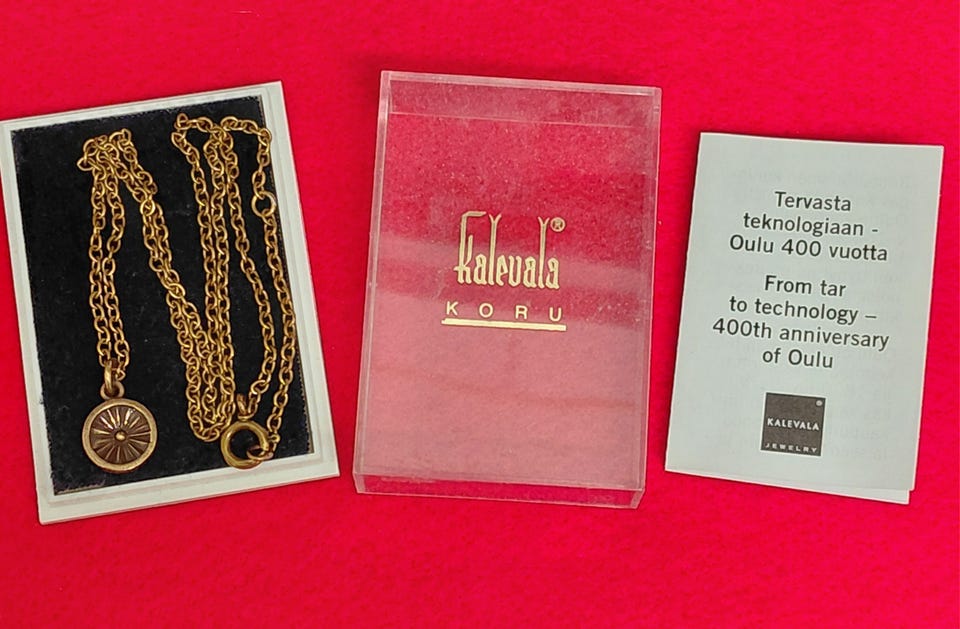 Kalevala®
KORU
Tervasta
teknologiaan -
Oulu 400 vuotta
From tar
to technology –
400th anniversary
of Oulu
KALEVALA
JEWELRY